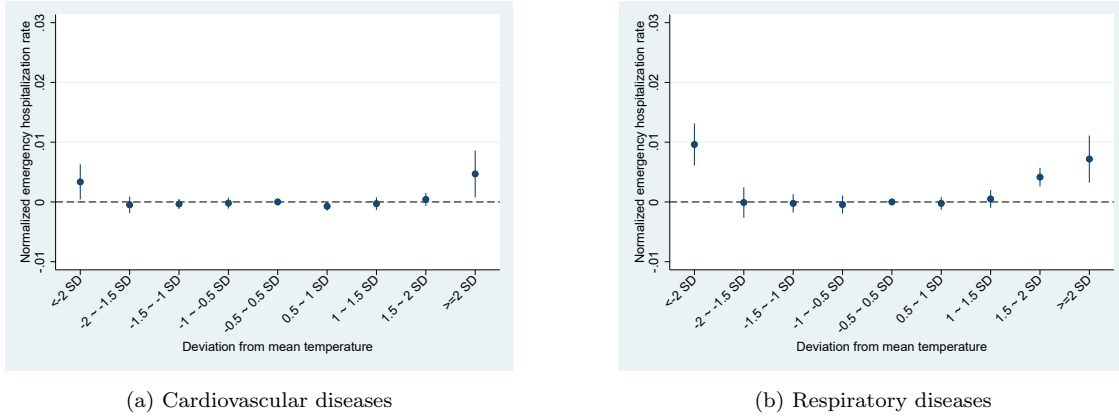 Normalized emergency hospitalization rate
.03
.02
.01
0
-.01
<-2 SD
-2 ~ -1.5 SD
-1.5 ~ -1 SD
-1 ~ -0.5 SD
-0.5 ~ 0.5 SD
0.5 ~ 1 SD
1 ~ 1.5 SD
1.5 ~ 2 SD
>=2 SD
Deviation from mean temperature
(a) Cardiovascular diseases
Normalized emergency hospitalization rate
.03
.02
.01
0
-.01
<-2 SD
-2 ~ -1.5 SD
-1.5 ~ -1 SD
-1 ~ -0.5 SD
-0.5 ~ 0.5 SD
0.5 ~ 1 SD
1 ~ 1.5 SD
1.5 ~ 2 SD
>=2 SD
Deviation from mean temperature
(b) Respiratory diseases